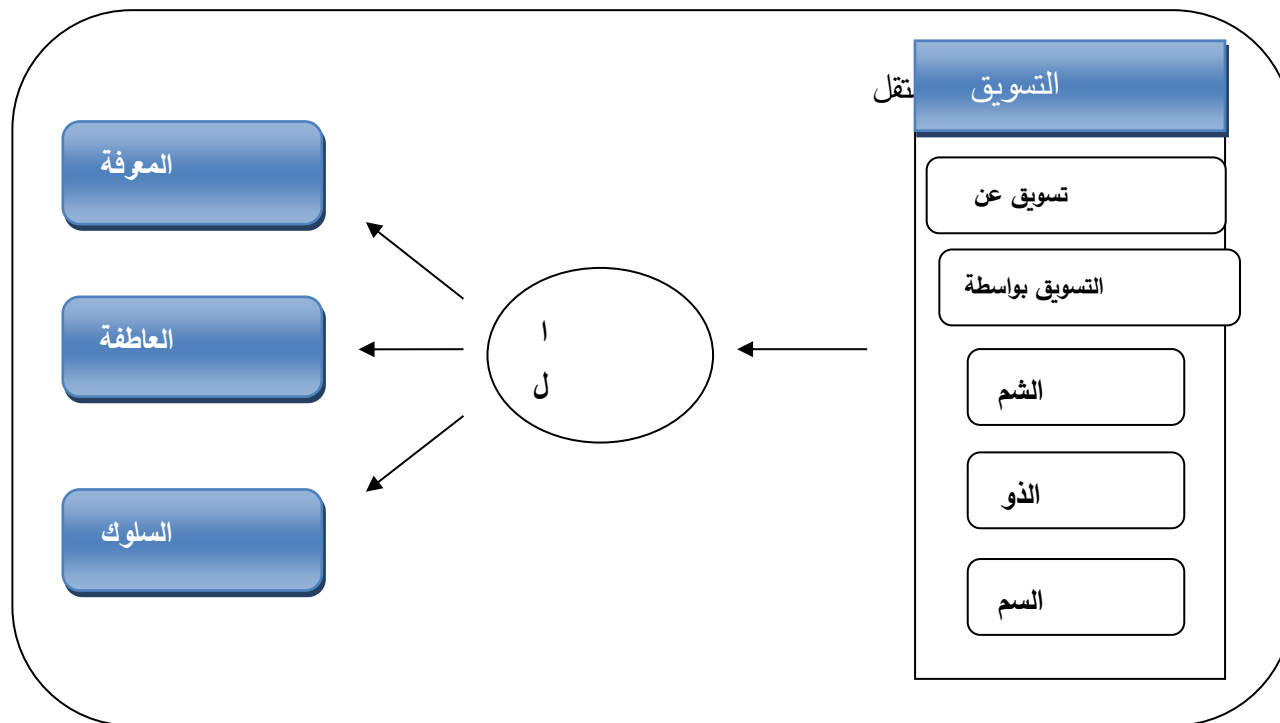 التسويق
تقل
تسويق عن
التسويق بواسطة
الشم
الذو
السم
ا
ل
المعرفة
العاطفة
السلوك